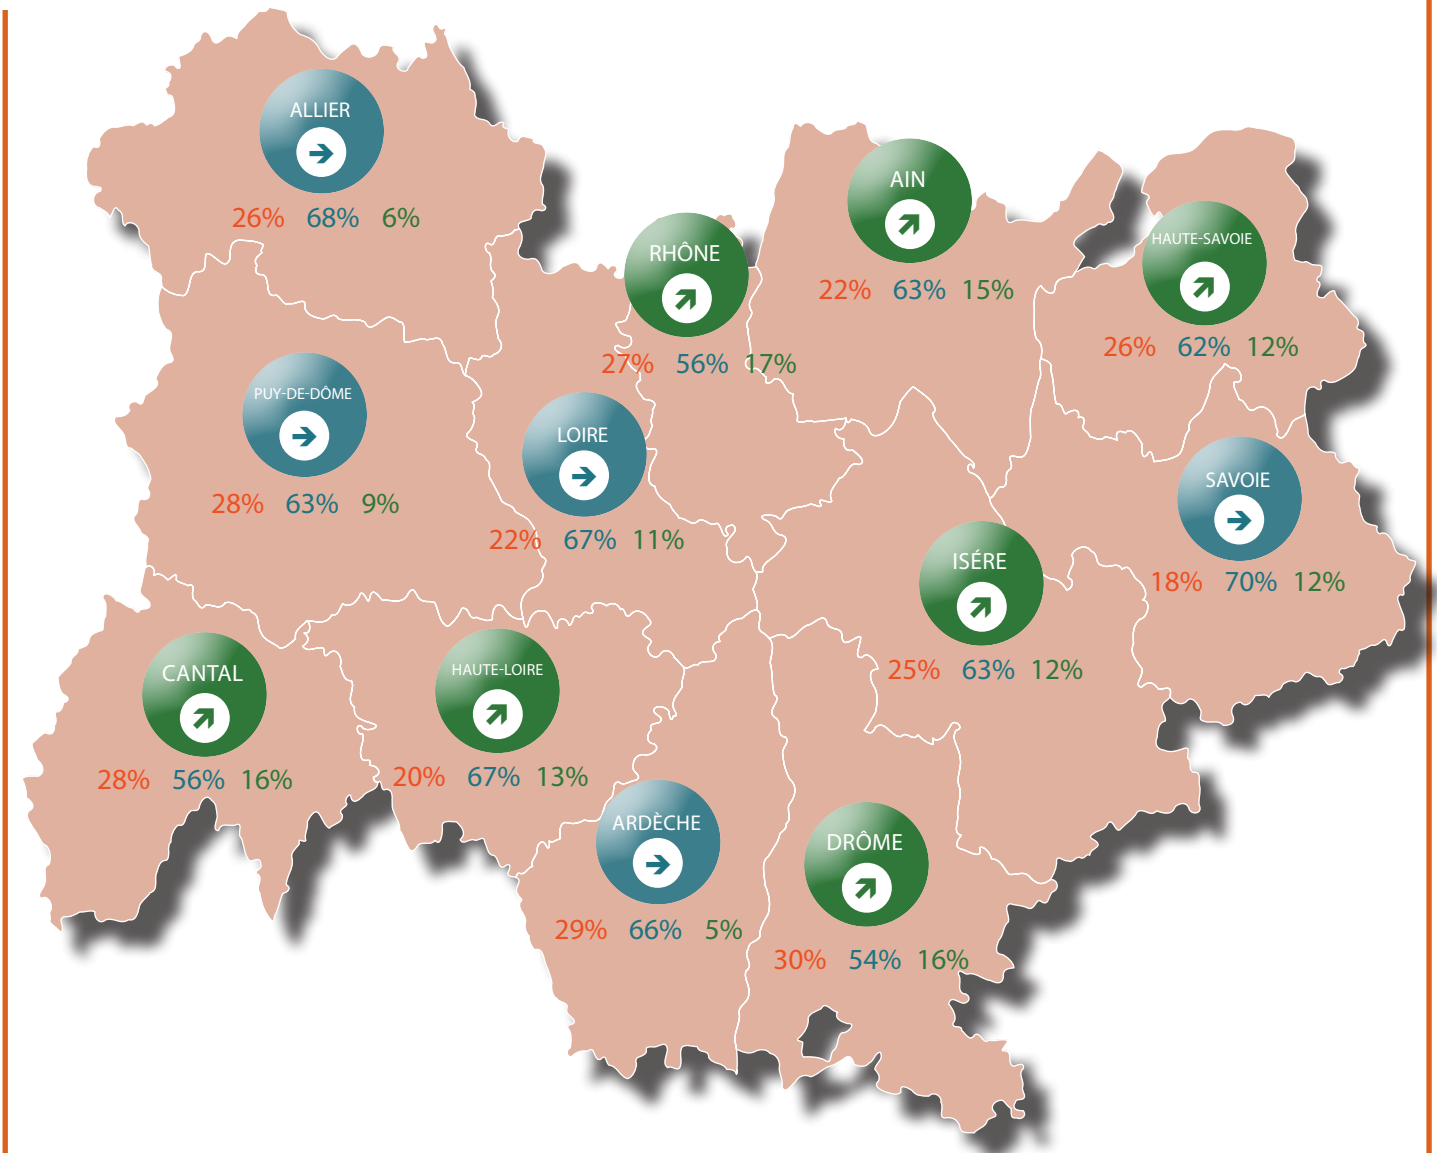 ALLIER
26% 68% 6%
AIN
22% 63% 15%
HAUTE-SAVOIE
26% 62% 12%
RHÔNE
27% 56% 17%
PUY-DE-DÔME
28% 63% 9%
LOIRE
22% 67% 11%
SAVOIE
18% 70% 12%
ISÉRE
25% 63% 12%
CANTAL
28% 56% 16%
HAUTE-LOIRE
20% 67% 13%
ARDÈCHE
29% 66% 5%
DRÔME
30% 54% 16%